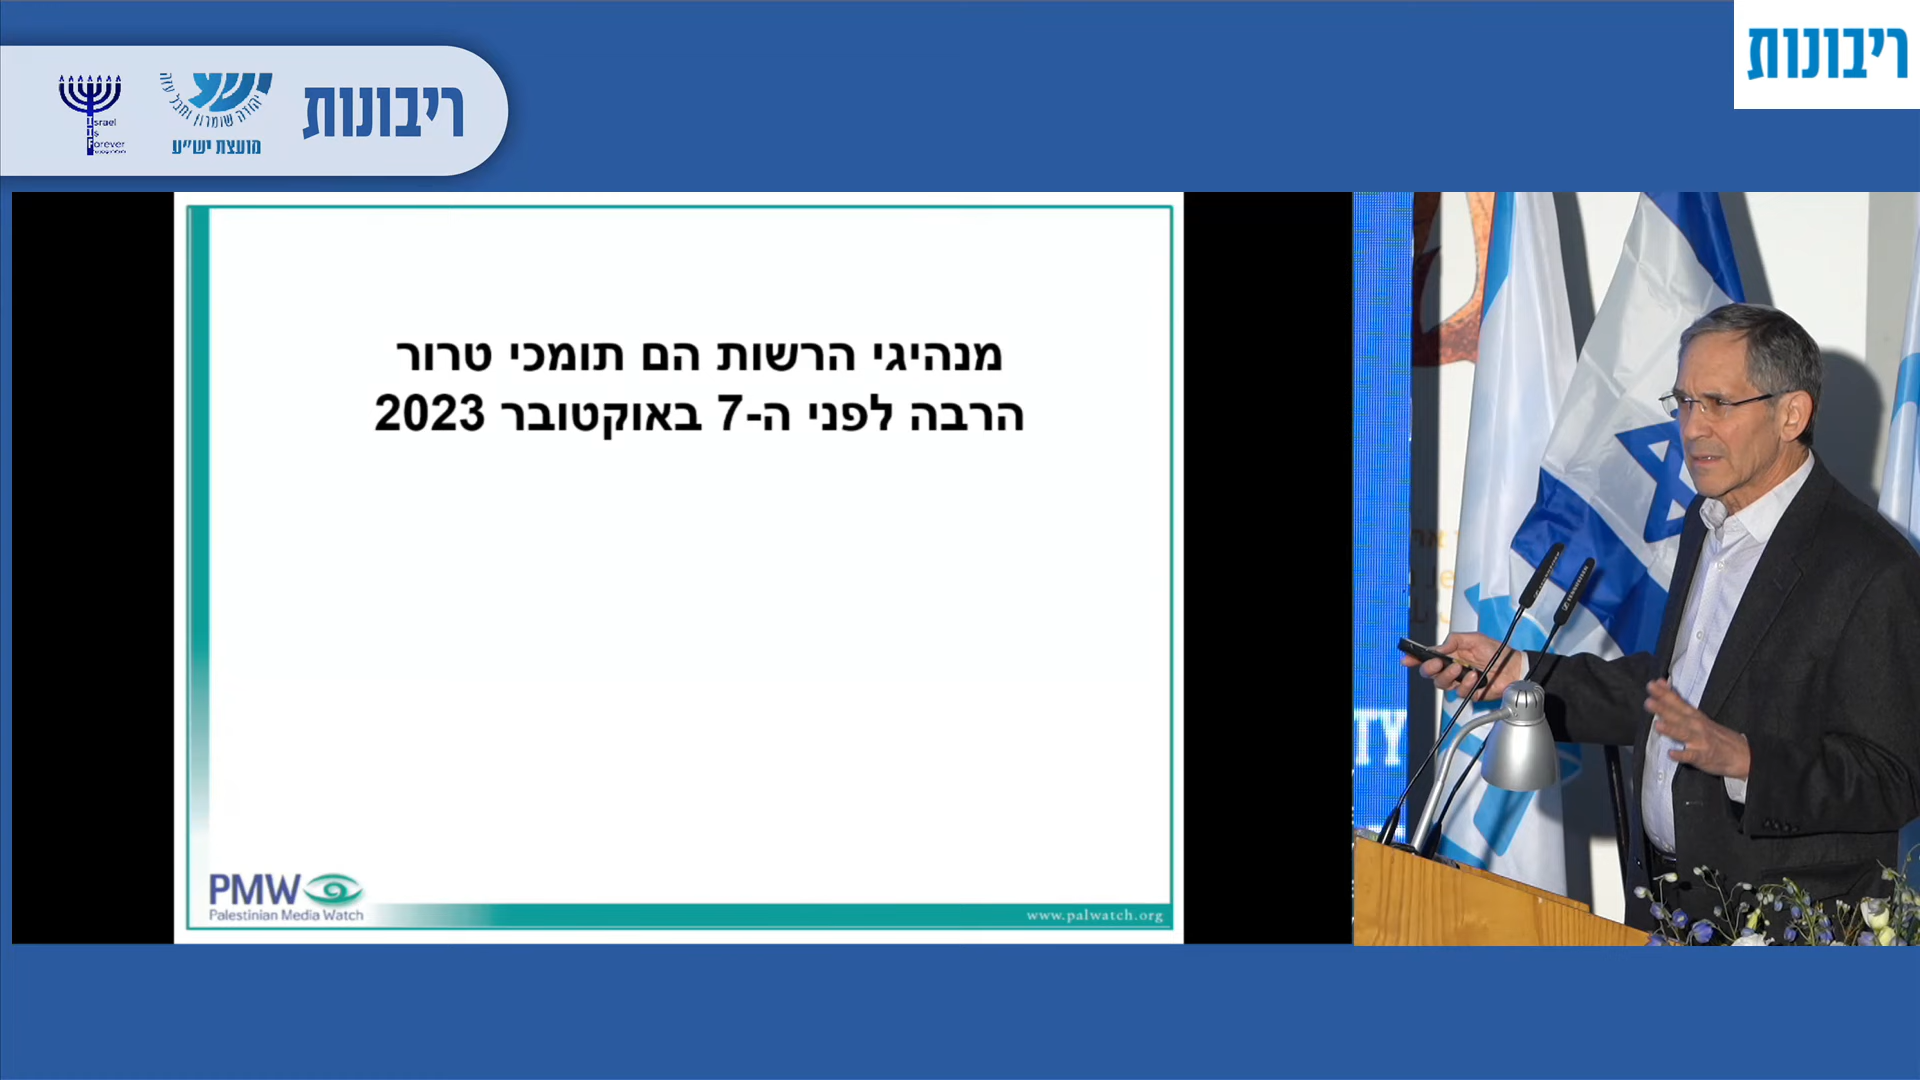 ריבונות
Israel
Is
Forever
יהודה שומרון וחבל עזה
מועצת יש״ע
ריבונות
מנהיגי הרשות הם תומכי טרור
הרבה לפני ה-7 באוקטובר 2023
PMW
Palestinian Media Watch
www.palwatch.org
TY